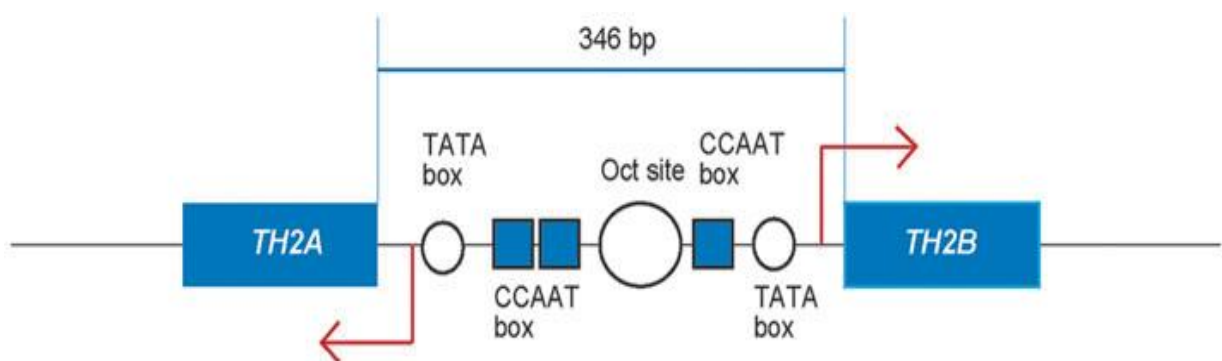 346 bp
TATA
box
CCAAT
box
Oct site
TH2A
TH2B
CCAAT
box
TATA
box